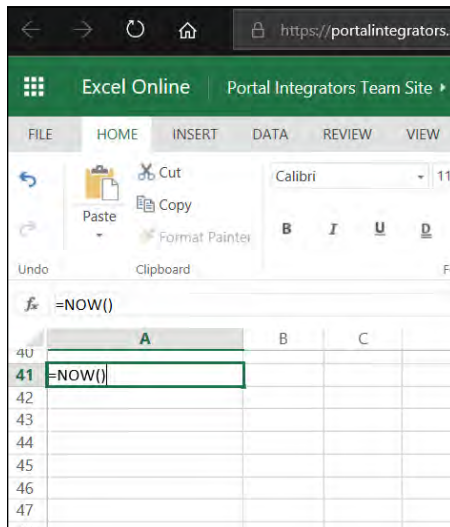 https://portalintegrators.
Excel Online Portal Integrators Team Site
FILE HOME INSERT DATA REVIEW VIEW
Cut
Calibri 11
Copy
Paste
Format Painter
B I U D
Undo Clipboard F
fx =NOW()
A B C
40
41 =NOW()
42
43
44
45
46
47